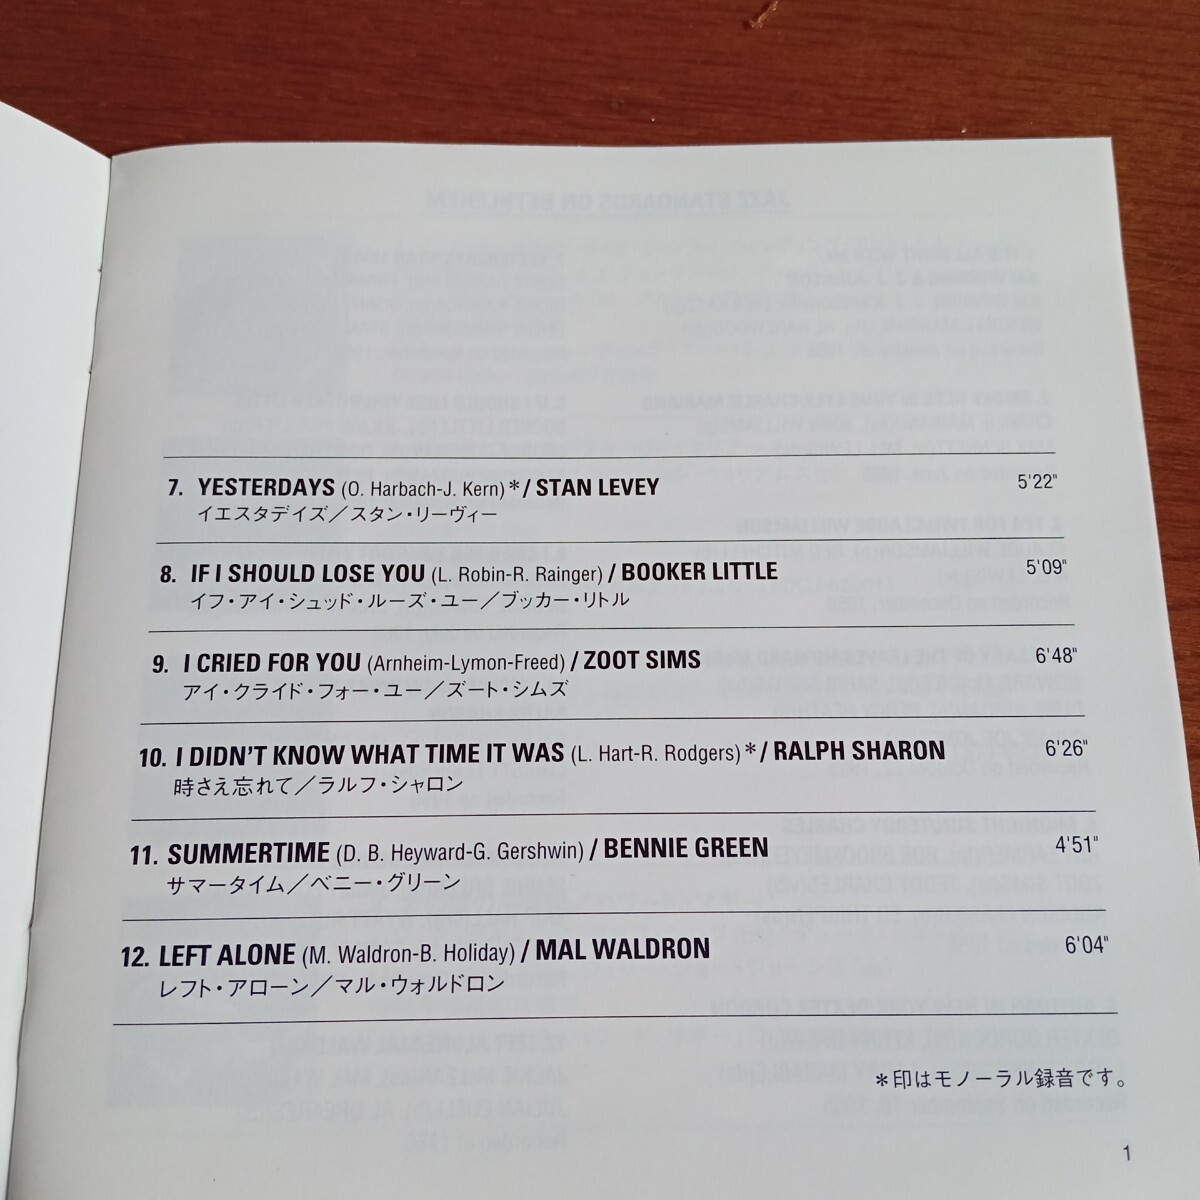 7. YESTERDAYS (O. Harbach-J. Kern)*/ STAN LEVEY 5'22"
イエスタデイズ／スタン・リーヴィー
8. IF I SHOULD LOSE YOU (L. Robin-R. Rainger) / BOOKER LITTLE 5'09"
イフ・アイ・シュッド・ルーズ・ユー／ブッカー・リトル
9. I CRIED FOR YOU (Arnheim-Lymon-Freed) / ZOOT SIMS 6'48"
アイ・クライド・フォー・ユー／ズート・シムズ
10. I DIDN'T KNOW WHAT TIME IT WAS (L. Hart-R. Rodgers)*/ RALPH SHARON 6'26"
時さえ忘れて／ラルフ・シャロン
11. SUMMERTIME (D. B. Heyward-G. Gershwin) / BENNIE GREEN 4'51"
サマータイム／ベニー・グリーン
12. LEFT ALONE (M. Waldron-B. Holiday) / MAL WALDRON 6'04"
レフト・アローン／マル・ウォルドロン
＊印はモノーラル録音です。
1